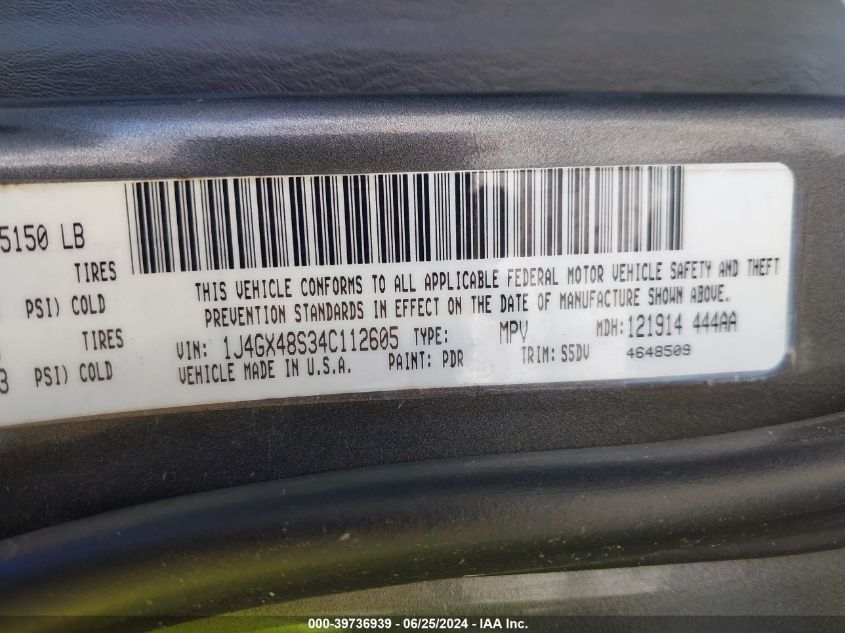 5150 LB
TIRES
PSI) COLD
PSI) COLD
THIS VEHICLE CONFORMS TO ALL APPLICABLE FEDERAL MOTOR VEHICLE SAFETY AND THEFT
PREVENTION STANDARDS IN EFFECT ON THE DATE OF MANUFACTURE SHOWN ABOVE.
VIN: 1J4GX48S34C112605 TYPE: MPV MDH: 121914 444AA
VEHICLE MADE IN U.S.A. PAINT: PDR TRIM: S5DV 4648509
000-39736939 / 06/25/2024 - IAA Inc.